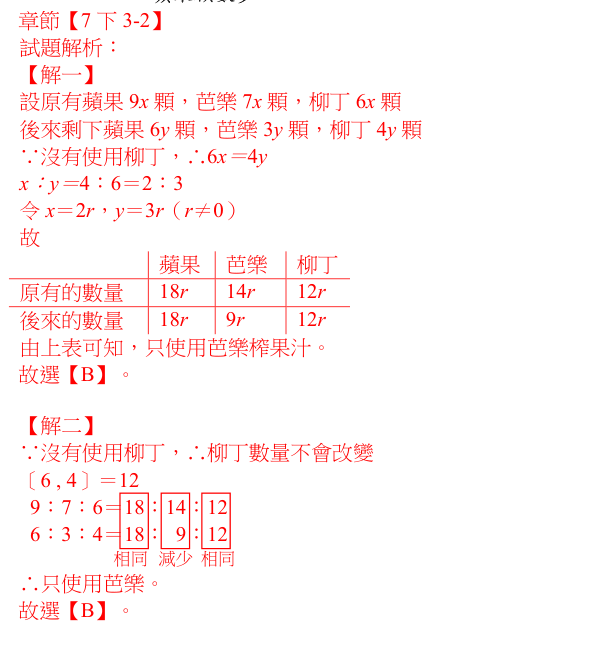 章節【7 下 3-2】
試題解析：
【解一】
設原有蘋果 9x 顆，芭樂 7x 顆，柳丁 6x 顆
後來剩下蘋果 6y 顆，芭樂 3y 顆，柳丁 4y 顆
∵沒有使用柳丁，∴6x＝4y
x：y＝4：6＝2：3
令 x＝2r，y＝3r（r≠0）
故
蘋果 芭樂 柳丁
原有的數量 18r 14r 12r
後來的數量 18r 9r 12r
由上表可知，只使用芭樂榨果汁。
故選【B】。
【解二】
∵沒有使用柳丁，∴柳丁數量不會改變
〔6 , 4〕＝12
9：7：6＝18：14：12
6：3：4＝18：9：12
相同 減少 相同
∴只使用芭樂。
故選【B】。